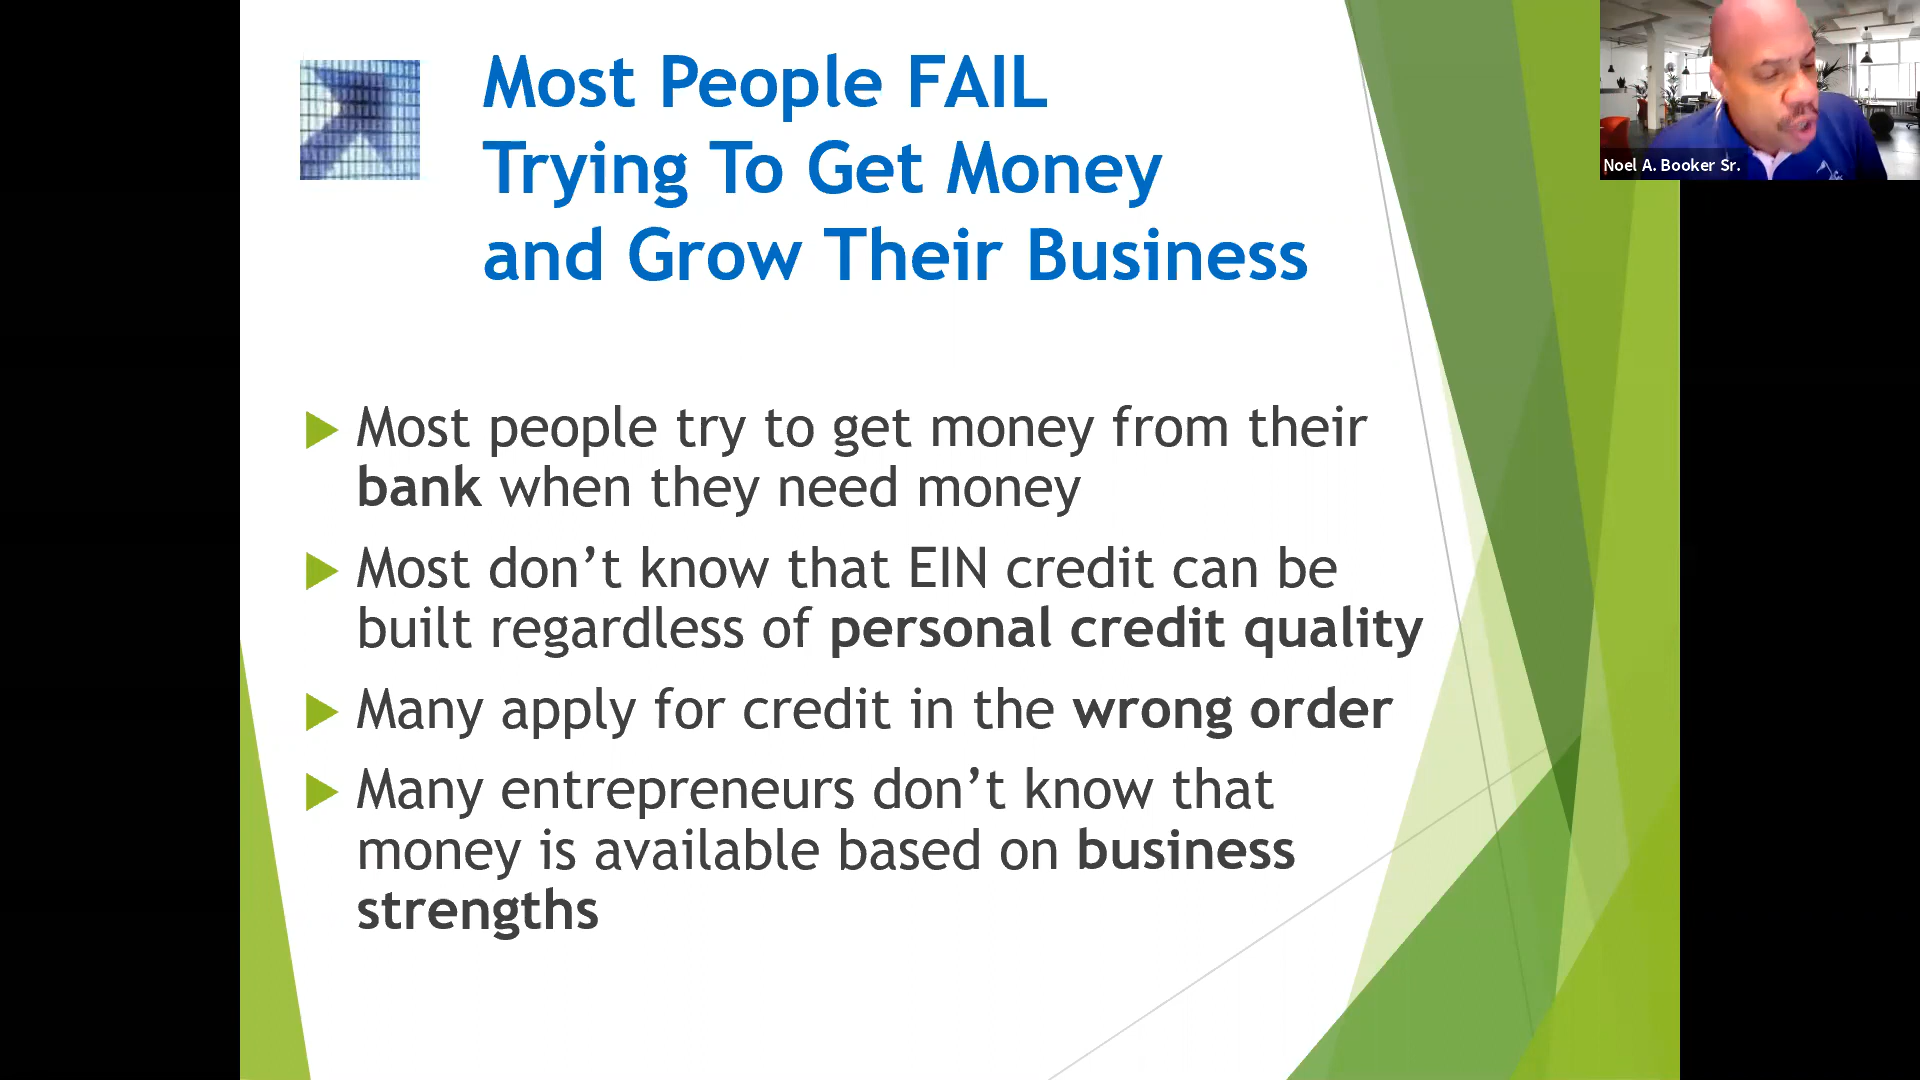 Most People FAIL
Trying To Get Money
and Grow Their Business
Most people try to get money from their
bank when they need money
Most don’t know that EIN credit can be
built regardless of personal credit quality
Many apply for credit in the wrong order
Many entrepreneurs don’t know that
money is available based on business
strengths
Noel A. Booker Sr.